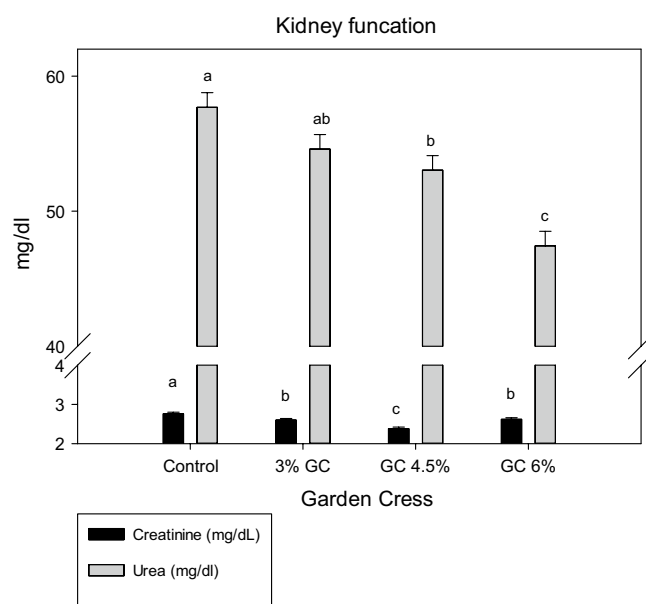 Kidney funcation
60
50
40
4
3
2
mg/dl
a
ab
b
c
a
b
c
b
Control
3% GC
GC 4.5%
GC 6%
Garden Cress
Creatinine (mg/dL)
Urea (mg/dl)